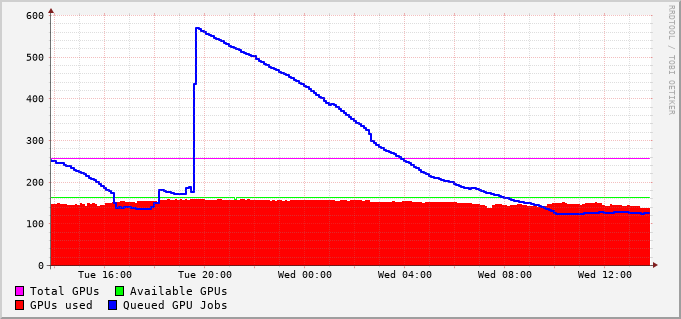 600
500
400
300
200
100
0
Tue 16:00 Tue 20:00 Wed 00:00 Wed 04:00 Wed 08:00 Wed 12:00
Total GPUs Available GPUs
GPUs used Queued GPU Jobs
RRDTOOL / TOBI OETIKER